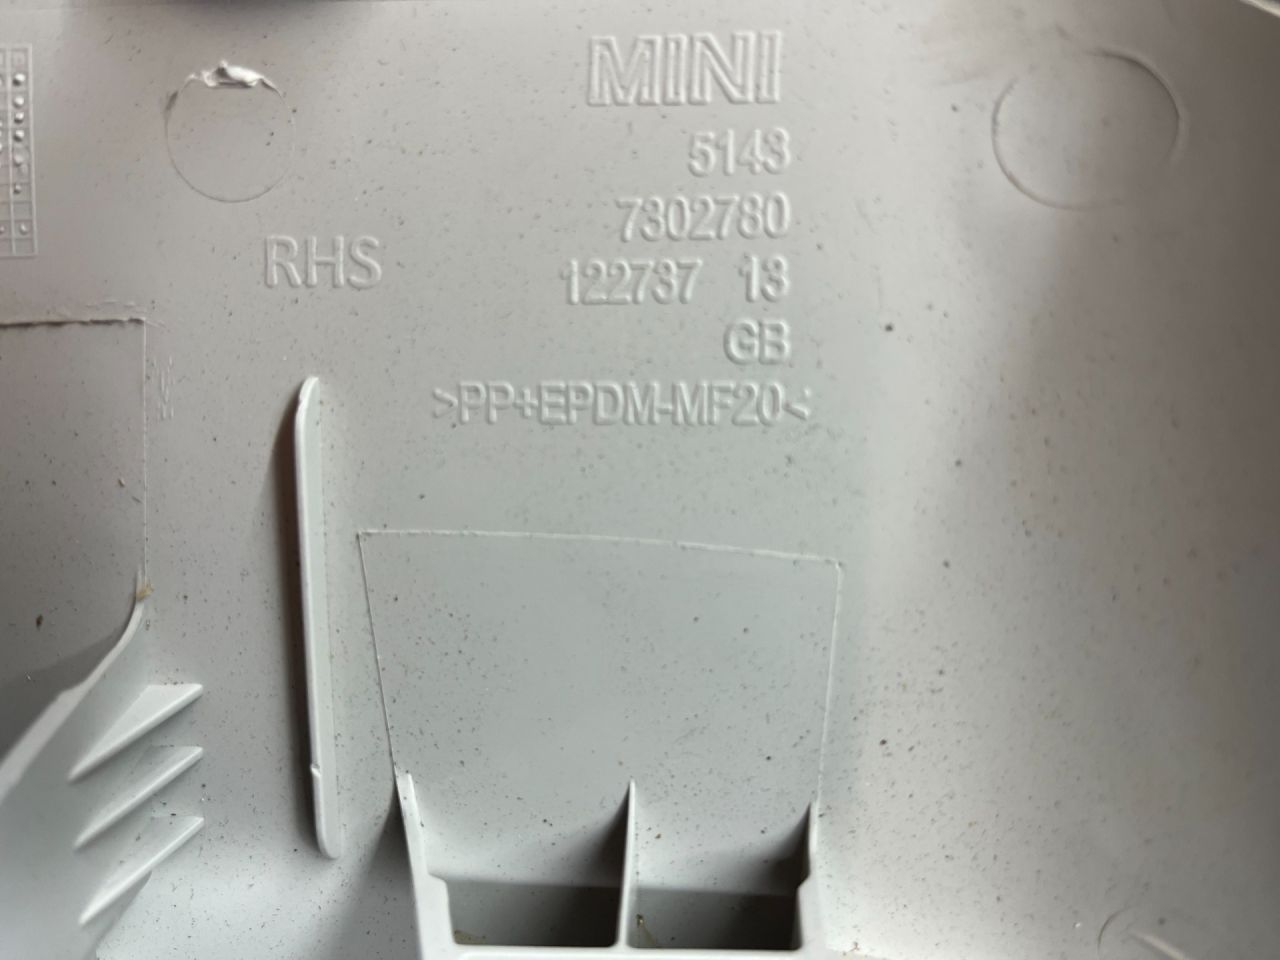 MINI
5143
7302780
RHS
122737 13
GB
>PP+EPDM-MF20<